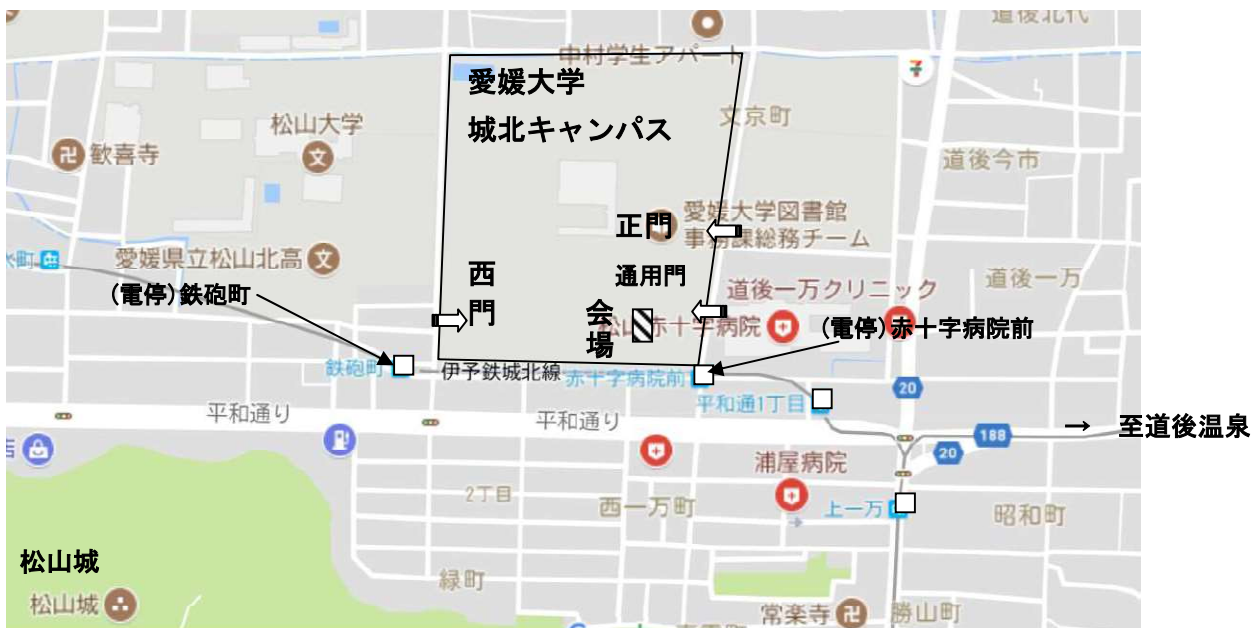 道後北代
中村学生アパート
愛媛大学
城北キャンパス
松山大学
文京町
歓喜寺
道後今市
正門
愛媛大学図書館
事務課総務チーム
愛媛県立松山北高
西
門
通用門
道後一万クリニック
道後一万
(電停)鉄砲町
会
場
松山赤十字病院
(電停)赤十字病院前
鉄砲町
伊予鉄城北線
赤十字病院前
20
平和通1丁目
平和通り
平和通り
188
→ 至道後温泉
20
浦屋病院
2丁目
西一万町
上一万
昭和町
松山城
緑町
松山城
常楽寺
勝山町